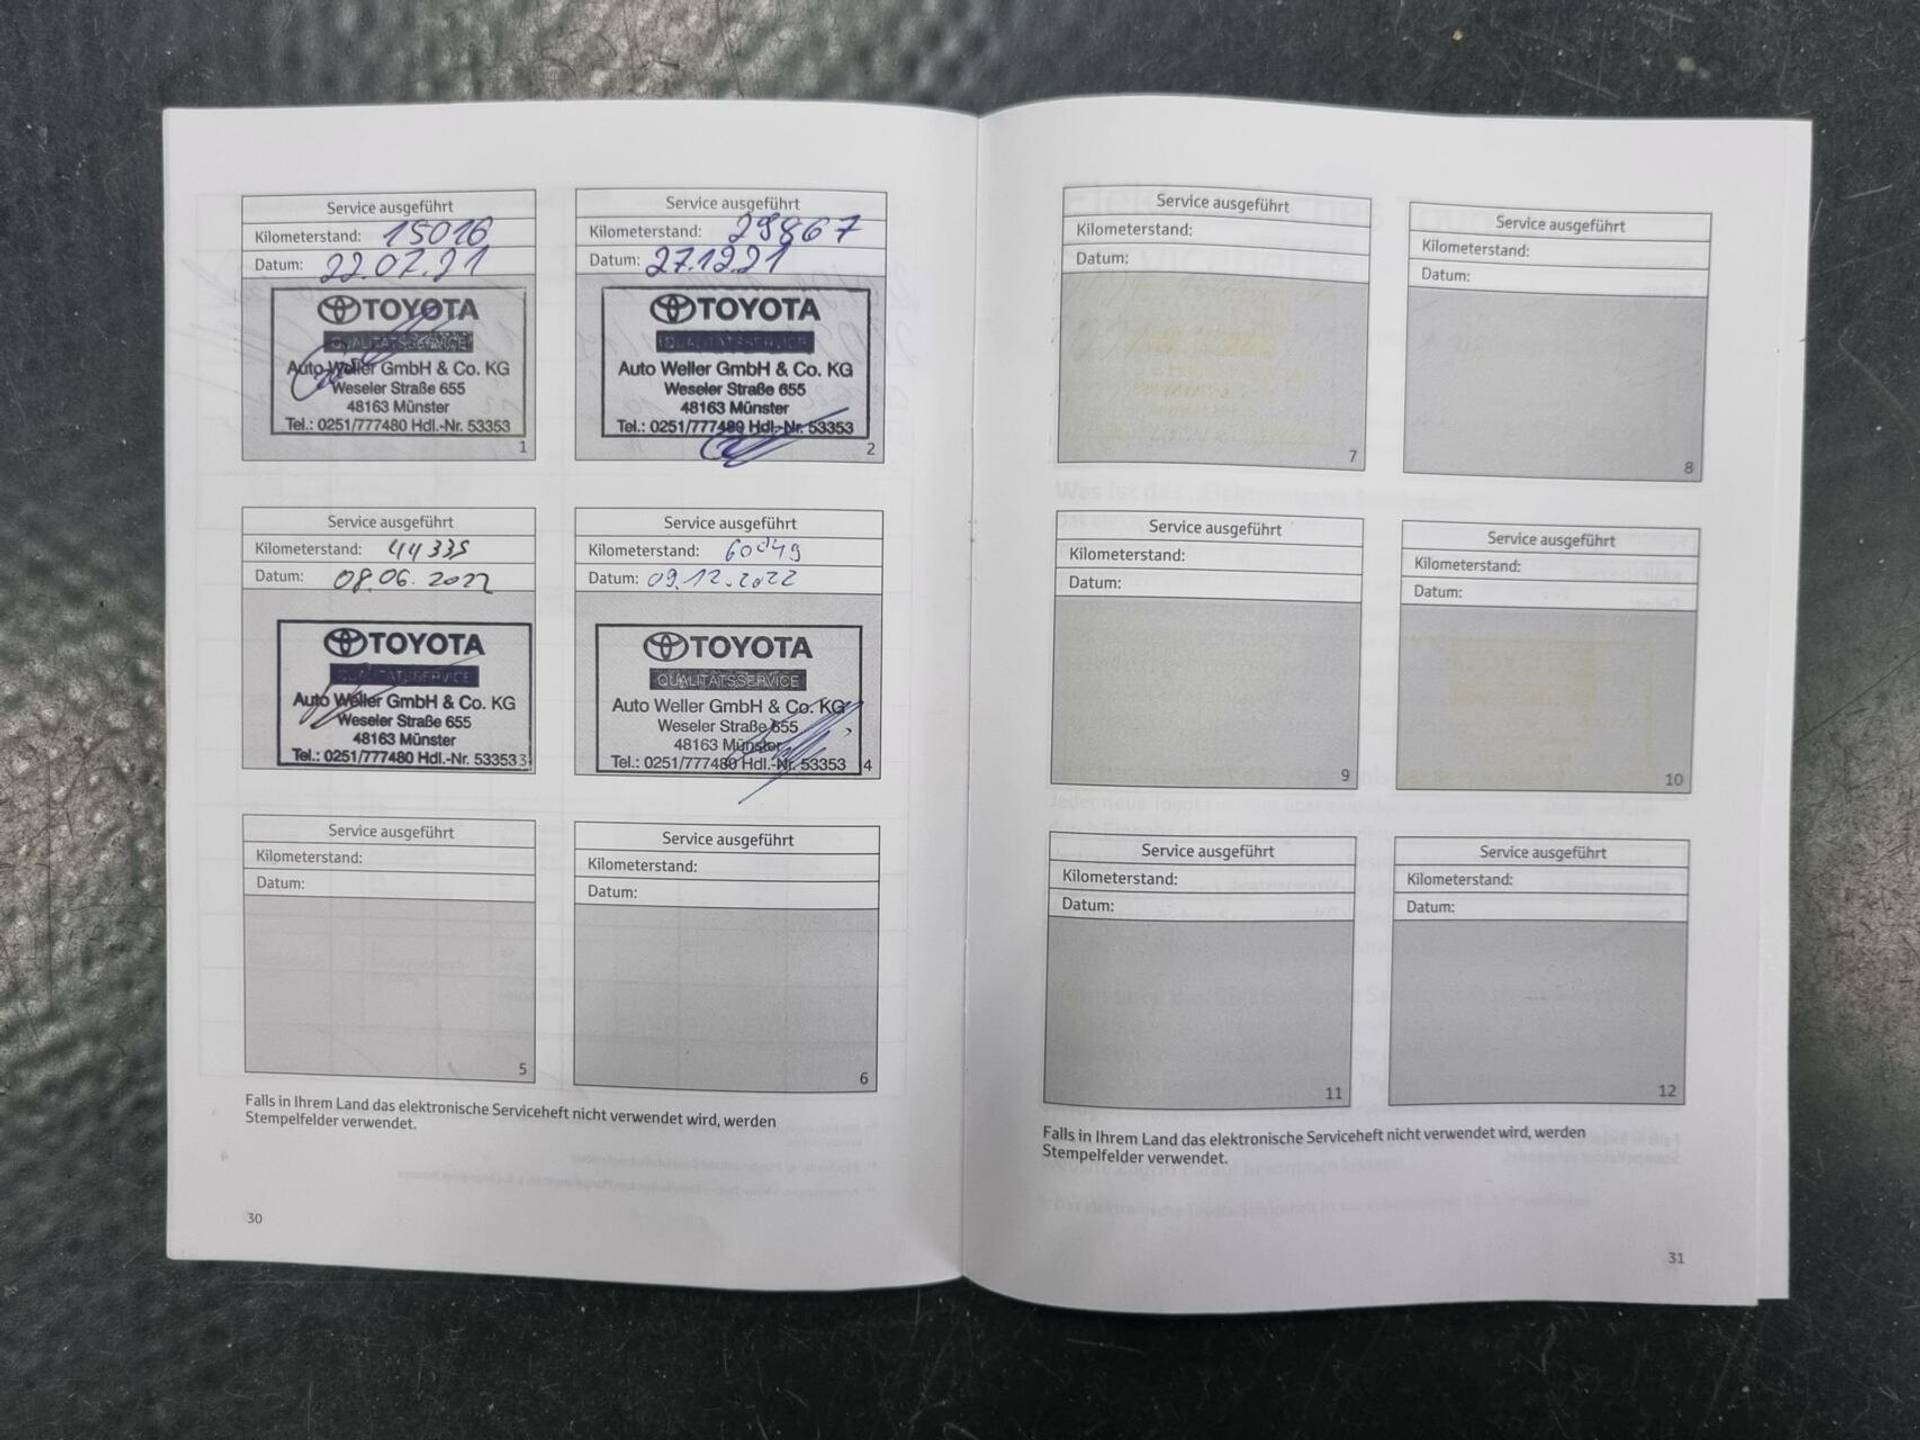 Service ausgeführt
Kilometerstand: 15016
Datum: 22.07.21
TOYOTA
QUALITÄTSSERVICE
Auto Weller GmbH & Co. KG
Weseler Straße 655
48163 Münster
Tel.: 0251/777480 Hdl.-Nr. 53353
1
Service ausgeführt
Kilometerstand: 29867
Datum: 27.12.21
TOYOTA
QUALITÄTSSERVICE
Auto Weller GmbH & Co. KG
Weseler Straße 655
48163 Münster
Tel.: 0251/777480 Hdl.-Nr. 53353
2
Service ausgeführt
Kilometerstand: 44335
Datum: 08.06.2022
TOYOTA
QUALITÄTSSERVICE
Auto Weller GmbH & Co. KG
Weseler Straße 655
48163 Münster
Tel.: 0251/777480 Hdl.-Nr. 53353
3
Service ausgeführt
Kilometerstand: 60049
Datum: 09.12.2022
TOYOTA
QUALITÄTSSERVICE
Auto Weller GmbH & Co. KG
Weseler Straße 655
48163 Münster
Tel.: 0251/777480 Hdl.-Nr. 53353
4
Service ausgeführt
Kilometerstand:
Datum:
5
Service ausgeführt
Kilometerstand:
Datum:
6
Falls in Ihrem Land das elektronische Serviceheft nicht verwendet wird, werden
Stempelfelder verwendet.
30
Service ausgeführt
Kilometerstand:
Datum:
7
Service ausgeführt
Kilometerstand:
Datum:
8
Service ausgeführt
Kilometerstand:
Datum:
9
Service ausgeführt
Kilometerstand:
Datum:
10
Service ausgeführt
Kilometerstand:
Datum:
11
Service ausgeführt
Kilometerstand:
Datum:
12
Falls in Ihrem Land das elektronische Serviceheft nicht verwendet wird, werden
Stempelfelder verwendet.
31